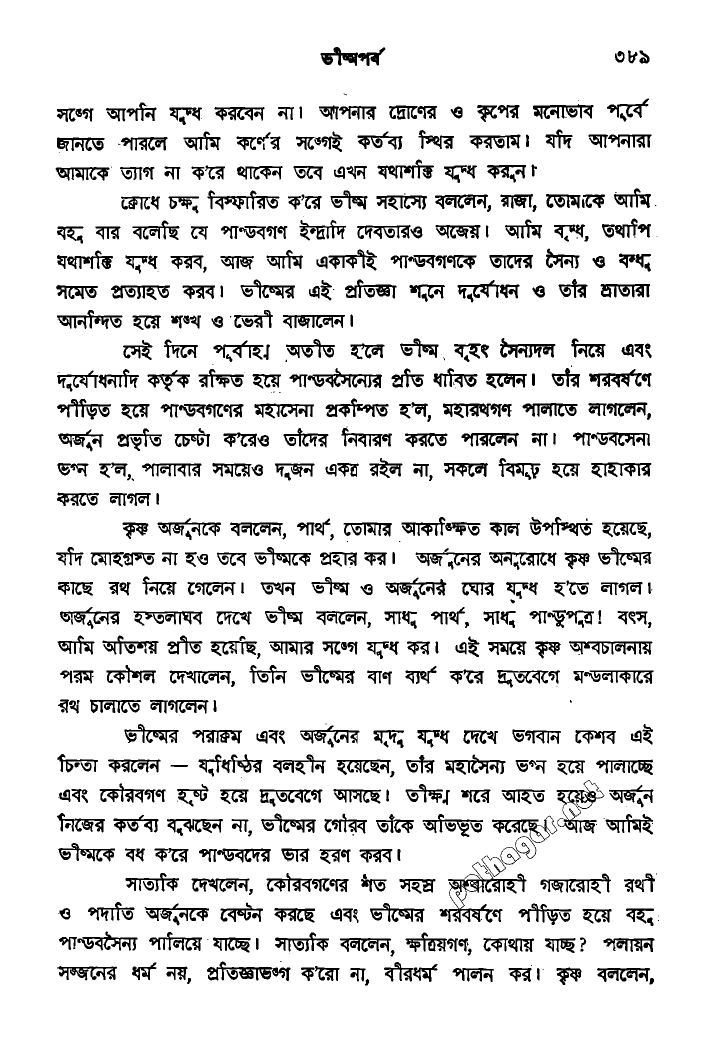 ভীষ্মপর্ব ৩৮৯
সঙ্গে আপনি যুদ্ধ করবেন না। আপনার দ্রোণের ও কৃপের মনোভাব পূর্বে
জানতে পারলে আমি কর্ণের সঙ্গেই কর্তব্য স্থির করতাম। যদি আপনারা
আমাকে ত্যাগ না ক'রে থাকেন তবে এখন যথাশক্তি যুদ্ধ করুন।
ক্রোধে চক্ষু বিস্ফারিত ক'রে ভীষ্ম সহাস্যে বললেন, রাজা, তোমাকে আমি
বহু বার বলেছি যে পাণ্ডবগণ ইন্দ্রাদি দেবতারও অজেয়। আমি বৃদ্ধ, তথাপি
যথাশক্তি যুদ্ধ করব, আজ আমি একাকীই পাণ্ডবগণকে তাদের সৈন্য ও বন্ধু
সমেত প্রত্যাহত করব। ভীষ্মের এই প্রতিজ্ঞা শুনে দুর্যোধন ও তাঁর ভ্রাতারা
আনন্দিত হয়ে শঙ্খ ও ভেরী বাজালেন।
সেই দিনে পূর্বাহ্ণ অতীত হ'লে ভীষ্ম বৃহৎ সৈন্যদল নিয়ে এবং
দুর্যোধনাদি কর্তৃক রক্ষিত হয়ে পাণ্ডবসৈন্যের প্রতি ধাবিত হলেন। তাঁর শরবর্ষণে
পীড়িত হয়ে পাণ্ডবগণের মহাসেনা প্রকম্পিত হ'ল, মহারথগণ পালাতে লাগলেন,
অর্জুন প্রভৃতি চেষ্টা ক'রেও তাঁদের নিবারণ করতে পারলেন না। পাণ্ডবসেনা
ভগ্ন হ'ল, পালাবার সময়েও দুজন একত্র রইল না, সকলে বিমূঢ় হয়ে হাহাকার
করতে লাগল।
কৃষ্ণ অর্জুনকে বললেন, পার্থ, তোমার আকাঙ্ক্ষিত কাল উপস্থিত হয়েছে,
যদি মোহগ্রস্ত না হও তবে ভীষ্মকে প্রহার কর। অর্জুনের অনুরোধে কৃষ্ণ ভীষ্মের
কাছে রথ নিয়ে গেলেন। তখন ভীষ্ম ও অর্জুনের ঘোর যুদ্ধ হ'তে লাগল।
অর্জুনের হস্তলাঘব দেখে ভীষ্ম বললেন, সাধু পার্থ, সাধু পাণ্ডুপুত্র! বৎস,
আমি অতিশয় প্রীত হয়েছি, আমার সঙ্গে যুদ্ধ কর। এই সময়ে কৃষ্ণ অশ্বচালনায়
পরম কৌশল দেখালেন, তিনি ভীষ্মের বাণ ব্যর্থ ক'রে দ্রুতবেগে মণ্ডলাকারে
রথ চালাতে লাগলেন।
ভীষ্মের পরাক্রম এবং অর্জুনের মৃদু যুদ্ধ দেখে ভগবান কেশব এই
চিন্তা করলেন — যুধিষ্ঠির বলহীন হয়েছেন, তাঁর মহাসৈন্য ভগ্ন হয়ে পালাচ্ছে
এবং কৌরবগণ হৃষ্ট হয়ে দ্রুতবেগে আসছে। তীক্ষ্ণ শরে আহত হয়েও অর্জুন
নিজের কর্তব্য বুঝছেন না, ভীষ্মের গৌরব তাঁকে অভিভূত করেছে। আজ আমিই
ভীষ্মকে বধ ক'রে পাণ্ডবদের ভার হরণ করব।
সাত্যকি দেখলেন, কৌরবগণের শত সহস্র অশ্বারোহী গজারোহী রথী
ও পদাতি অর্জুনকে বেষ্টন করছে এবং ভীষ্মের শরবর্ষণে পীড়িত হয়ে বহু
পাণ্ডবসৈন্য পালিয়ে যাচ্ছে। সাত্যকি বললেন, ক্ষত্রিয়গণ, কোথায় যাচ্ছ? পলায়ন
সজ্জনের ধর্ম নয়, প্রতিজ্ঞাভঙ্গ ক'রো না, বীরধর্ম পালন কর। কৃষ্ণ বললেন,
pathagar.net